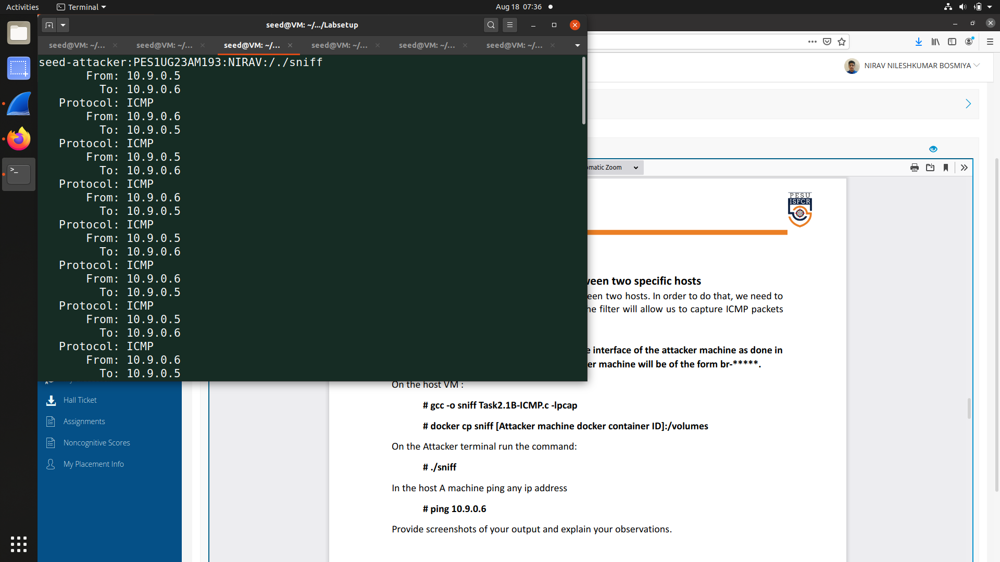 Activities
Terminal
Aug 18 07:36
seed@VM: ~/.../Labsetup
seed@VM: ~/...
seed@VM: ~/...
seed@VM: ~/...
seed@VM: ~/...
seed@VM: ~/...
seed@VM: ~/...
seed-attacker:PES1UG23AM193:NIRAV:/./sniff
From: 10.9.0.5
To: 10.9.0.6
Protocol: ICMP
From: 10.9.0.6
To: 10.9.0.5
Protocol: ICMP
From: 10.9.0.5
To: 10.9.0.6
Protocol: ICMP
From: 10.9.0.6
To: 10.9.0.5
Protocol: ICMP
From: 10.9.0.5
To: 10.9.0.6
Protocol: ICMP
From: 10.9.0.6
To: 10.9.0.5
Protocol: ICMP
From: 10.9.0.5
To: 10.9.0.6
Protocol: ICMP
From: 10.9.0.6
To: 10.9.0.5
NIRAV NILESHKUMAR BOSMIYA
omatic Zoom
PESU
ISFCR
veen two specific hosts
een two hosts. In order to do that, we need to
ne filter will allow us to capture ICMP packets
e interface of the attacker machine as done in
er machine will be of the form br-*****.
On the host VM :
# gcc -o sniff Task2.1B-ICMP.c -lpcap
# docker cp sniff [Attacker machine docker container ID]:/volumes
On the Attacker terminal run the command:
# ./sniff
In the host A machine ping any ip address
# ping 10.9.0.6
Provide screenshots of your output and explain your observations.
Hall Ticket
Assignments
Noncognitive Scores
My Placement Info